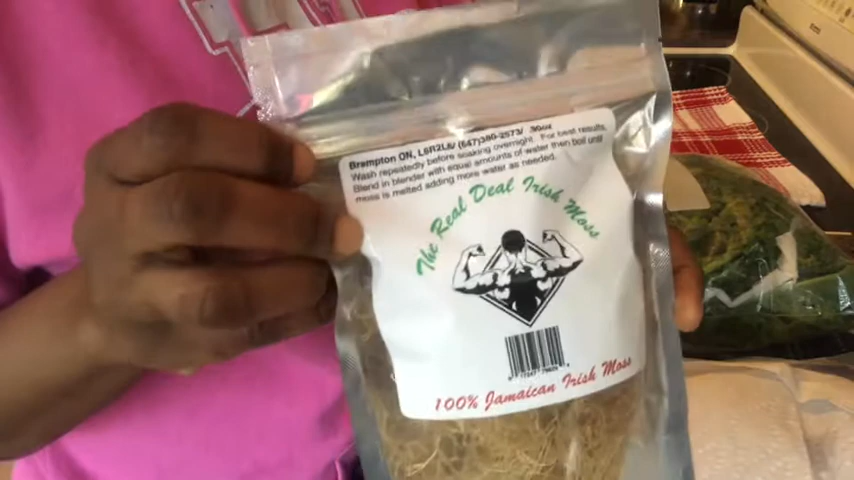 Brampton ON, L6R2L8/ (647)380-2573/ .90oz
Wash repeatedly before soaking overnight. For best results,
Blend in blender with equal amounts of water then boil until
moss is melted adding more water as needed.
The Real Deal Irish Moss
100% Jamaican Irish Moss